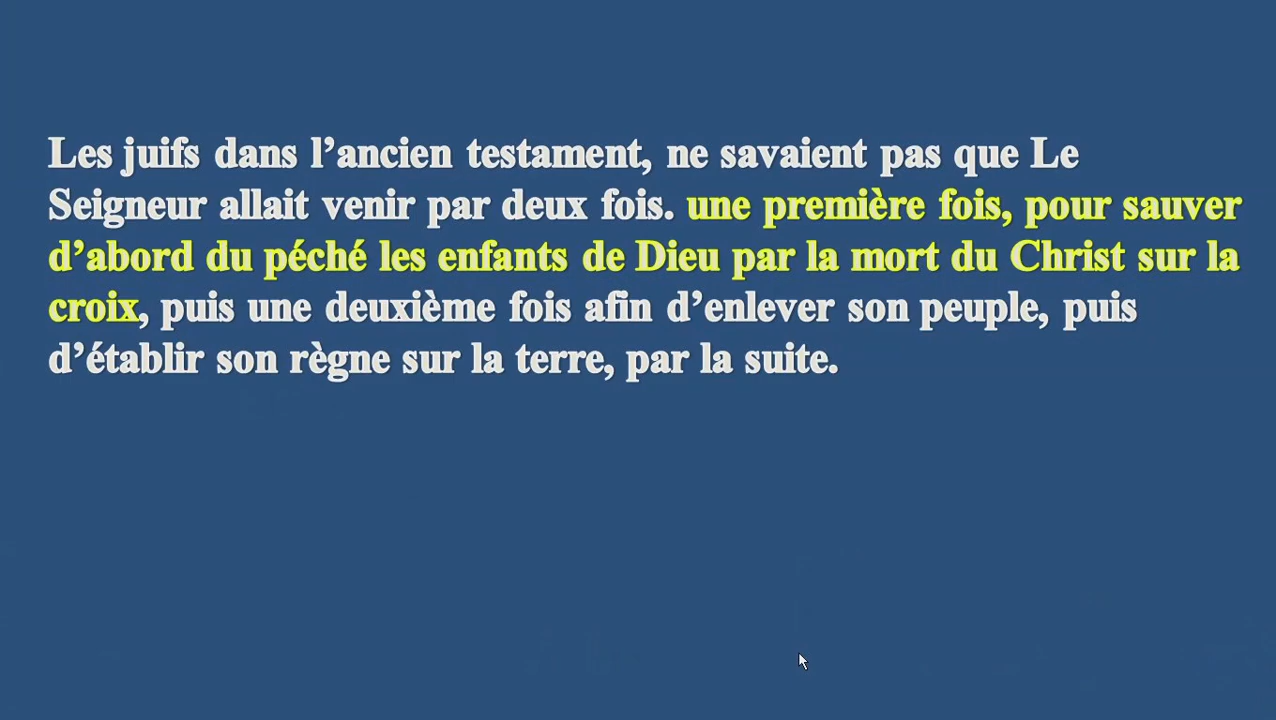 Les juifs dans l’ancien testament, ne savaient pas que Le
Seigneur allait venir par deux fois. une première fois, pour sauver
d’abord du péché les enfants de Dieu par la mort du Christ sur la
croix, puis une deuxième fois afin d’enlever son peuple, puis
d’établir son règne sur la terre, par la suite.